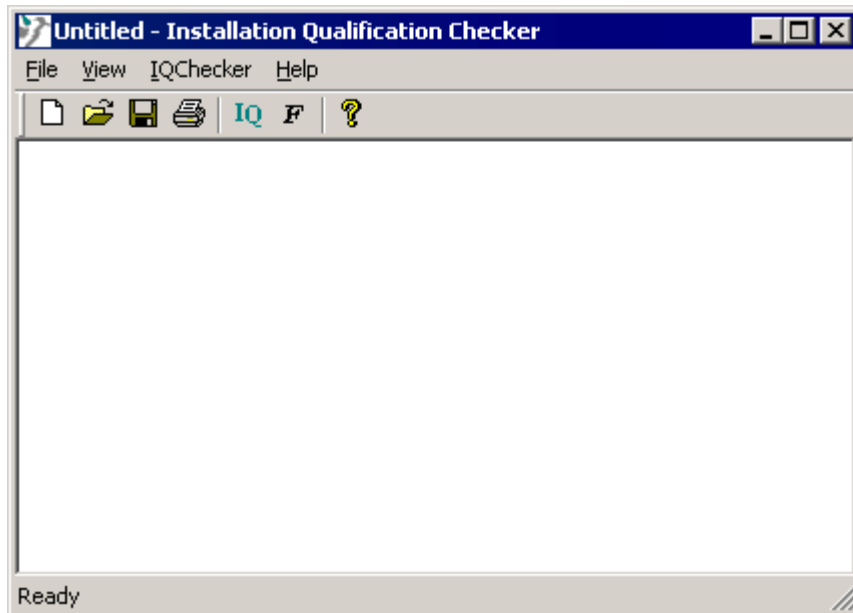 Untitled - Installation Qualification Checker
File View IQChecker Help
IQ F ?
Ready